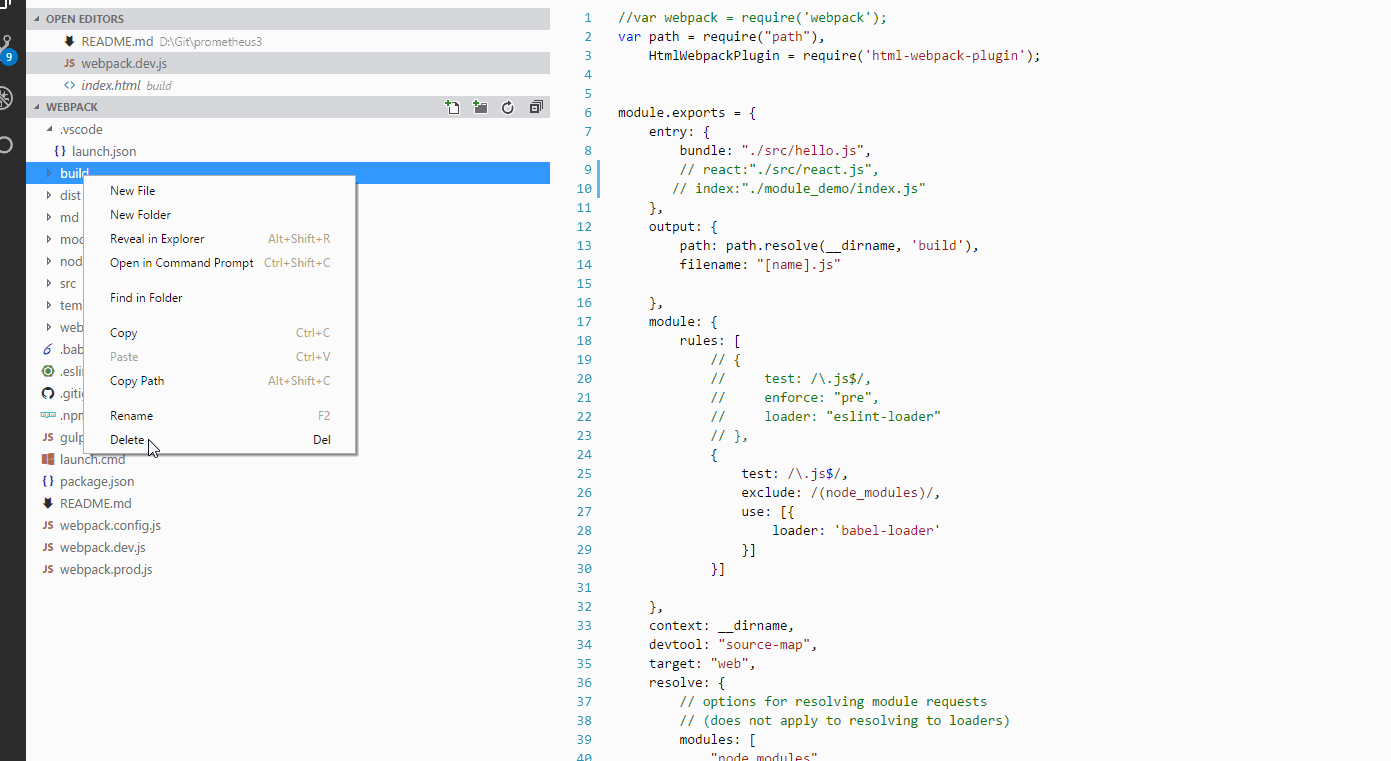 9
OPEN EDITORS
README.md D:\Git\prometheus3
JS webpack.dev.js
<> index.html build
WEBPACK
.vscode
{} launch.json
build
dist
md
mod
nod
src
tem
web
.bab
.esli
.giti
.npr
JS gulp
launch.cmd
{} package.json
README.md
JS webpack.config.js
JS webpack.dev.js
JS webpack.prod.js
New File
New Folder
Reveal in Explorer Alt+Shift+R
Open in Command Prompt Ctrl+Shift+C
Find in Folder
Copy Ctrl+C
Paste Ctrl+V
Copy Path Alt+Shift+C
Rename F2
Delete Del
1 //var webpack = require('webpack');
2 var path = require("path"),
3 HtmlWebpackPlugin = require('html-webpack-plugin');
4
5
6 module.exports = {
7 entry: {
8 bundle: "./src/hello.js",
9 // react:"./src/react.js",
10 // index:"./module_demo/index.js"
11 },
12 output: {
13 path: path.resolve(__dirname, 'build'),
14 filename: "[name].js"
15
16 },
17 module: {
18 rules: [
19 // {
20 // test: /\.js$/,
21 // enforce: "pre",
22 // loader: "eslint-loader"
23 // },
24 {
25 test: /\.js$/,
26 exclude: /(node_modules)/,
27 use: [{
28 loader: 'babel-loader'
29 }]
30 }]
31
32 },
33 context: __dirname,
34 devtool: "source-map",
35 target: "web",
36 resolve: {
37 // options for resolving module requests
38 // (does not apply to resolving to loaders)
39 modules: [
40 "node_modules"